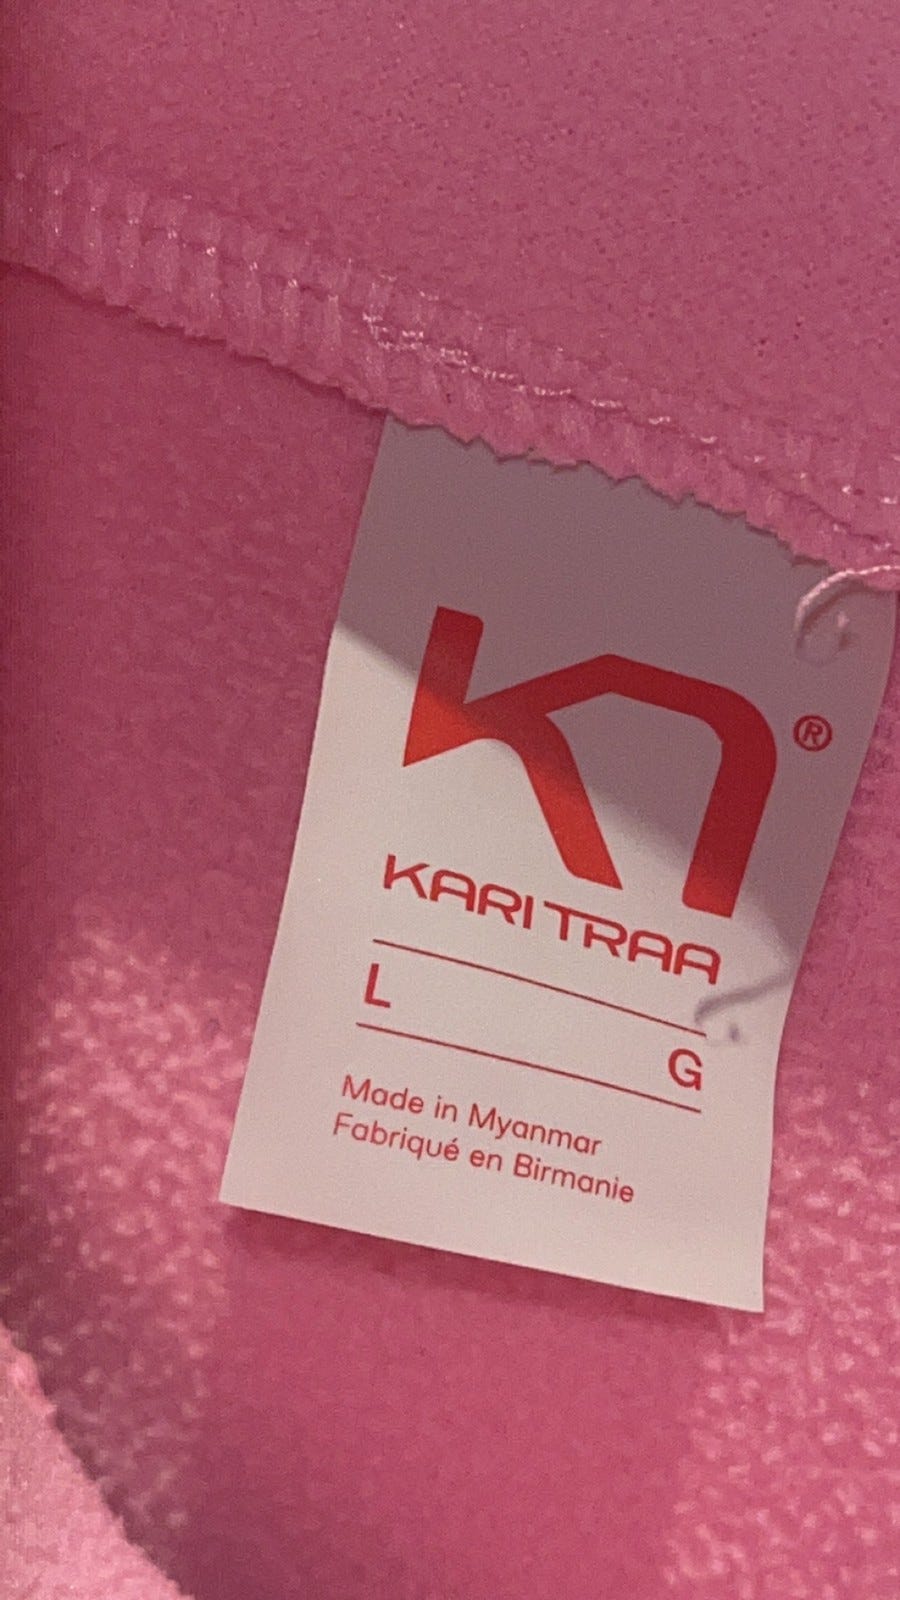 ®
KARI TRAA
L G
Made in Myanmar
Fabriqué en Birmanie